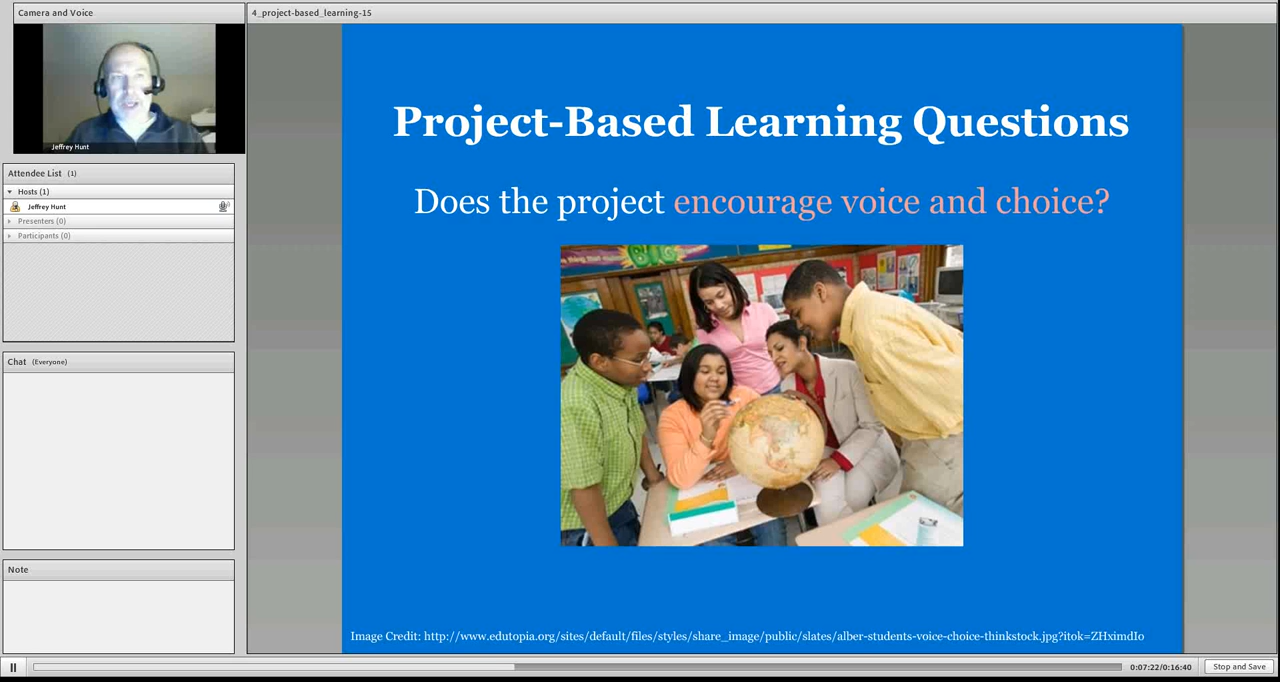 Camera and Voice
Jeffrey Hunt
Attendee List (1)
Hosts (1)
Jeffrey Hunt
Presenters (0)
Participants (0)
Chat (Everyone)
Note
4_project-based_learning-15
Project-Based Learning Questions
Does the project encourage voice and choice?
Image Credit: http://www.edutopia.org/sites/default/files/styles/share_image/public/slates/alber-students-voice-choice-thinkstock.jpg?itok=ZHximdIo
0:07:22/0:16:40
Stop and Save